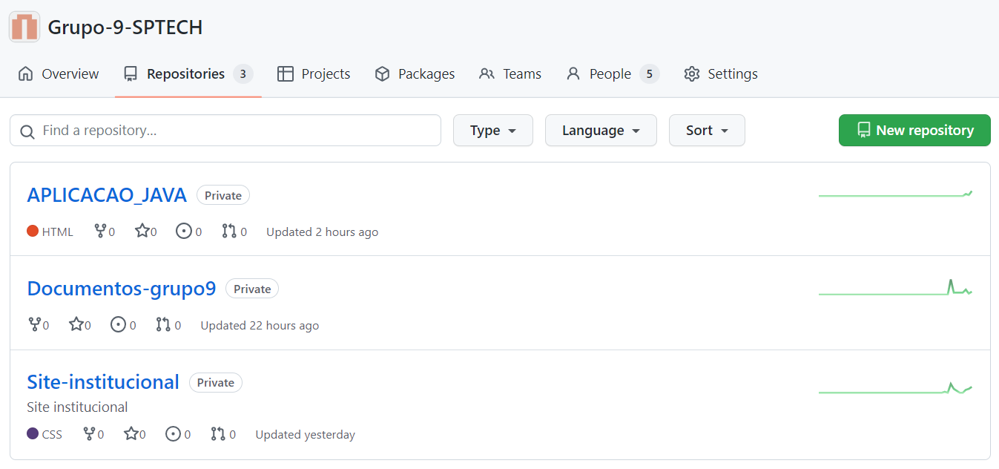 Grupo-9-SPTECH
Overview Repositories 3 Projects Packages Teams People 5 Settings
Find a repository... Type Language Sort New repository
APLICACAO_JAVA Private
HTML 0 0 0 0 Updated 2 hours ago
Documentos-grupo9 Private
0 0 0 0 Updated 22 hours ago
Site-institucional Private
Site institucional
CSS 0 0 0 0 Updated yesterday